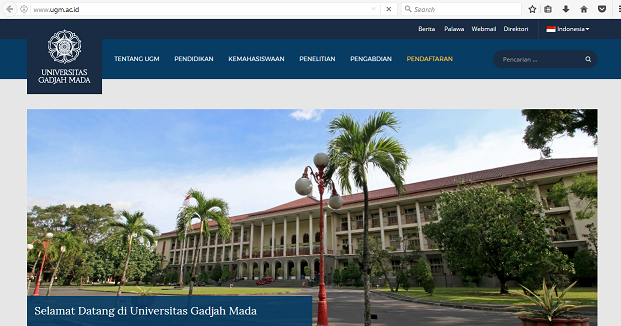 www.ugm.ac.id
Search
Berita Palawa Webmail Direktori Indonesia
UNIVERSITAS
GADJAH MADA
TENTANG UGM PENDIDIKAN KEMAHASISWAAN PENELITIAN PENGABDIAN PENDAFTARAN
Pencarian ...
Selamat Datang di Universitas Gadjah Mada